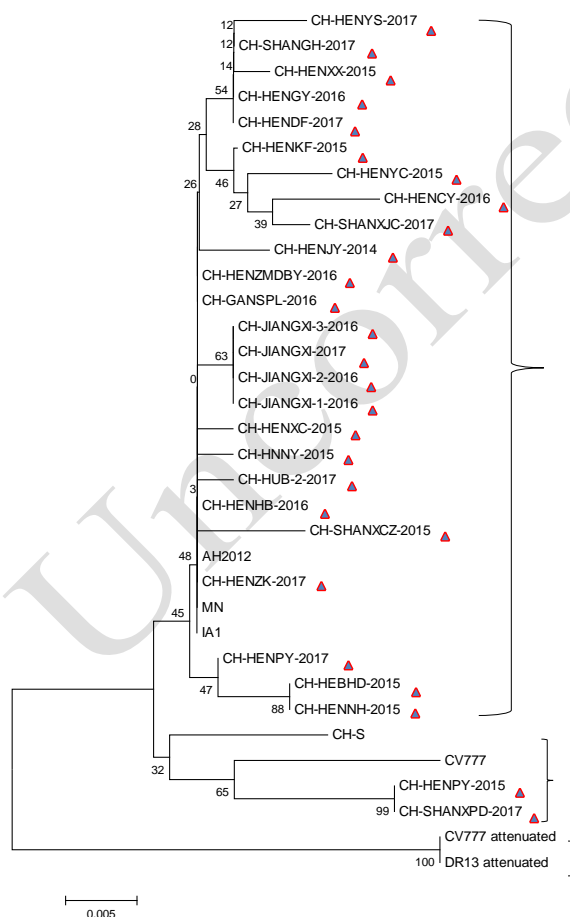 12
CH-HENYS-2017
12
CH-SHANGH-2017
14
CH-HENXX-2015
54
CH-HENGY-2016
CH-HENDF-2017
28
CH-HENKF-2015
46
CH-HENYC-2015
26
27
CH-HENCY-2016
39
CH-SHANXJC-2017
CH-HENJY-2014
CH-HENZMDBY-2016
CH-GANSPL-2016
CH-JIANGXI-3-2016
63
CH-JIANGXI-2017
0
CH-JIANGXI-2-2016
CH-JIANGXI-1-2016
CH-HENXC-2015
CH-HNNY-2015
3
CH-HUB-2-2017
CH-HENHB-2016
CH-SHANXCZ-2015
48
AH2012
CH-HENZK-2017
45
MN
IA1
CH-HENPY-2017
47
CH-HEBHD-2015
88
CH-HENNH-2015
CH-S
32
CV777
65
CH-HENPY-2015
99
CH-SHANXPD-2017
CV777 attenuated
100
DR13 attenuated
0.005
Uncorre